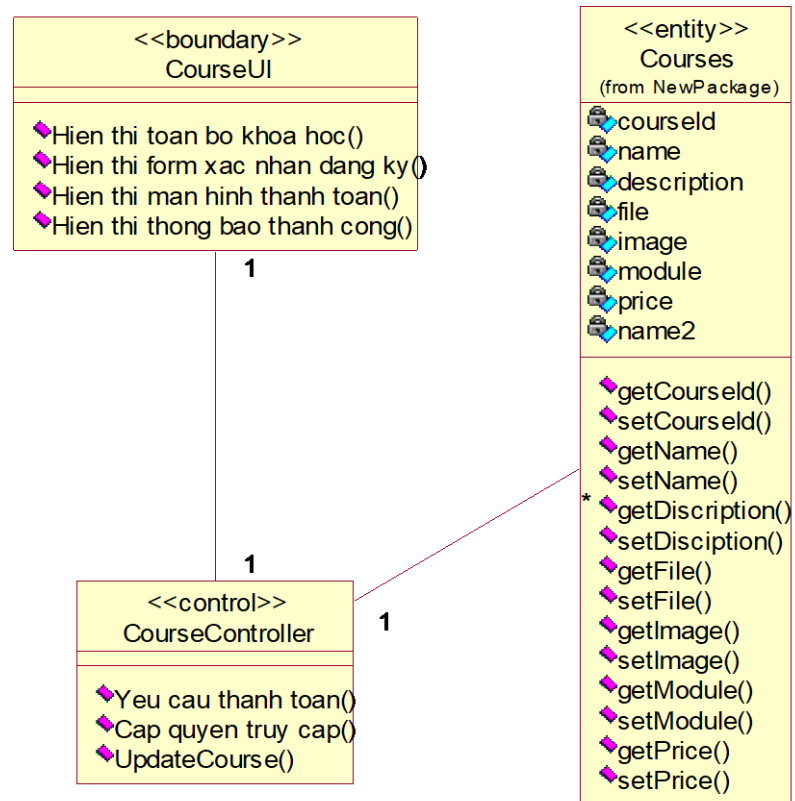 <<boundary>>
CourseUI
Hien thi toan bo khoa hoc()
Hien thi form xac nhan dang ky()
Hien thi man hinh thanh toan()
Hien thi thong bao thanh cong()
1
1
<<control>>
CourseController
Yeu cau thanh toan()
Cap quyen truy cap()
UpdateCourse()
1
*
<<entity>>
Courses
(from NewPackage)
courseId
name
description
file
image
module
price
name2
getCourseId()
setCourseId()
getName()
setName()
getDiscription()
setDisciption()
getFile()
setFile()
getImage()
setImage()
getModule()
setModule()
getPrice()
setPrice()